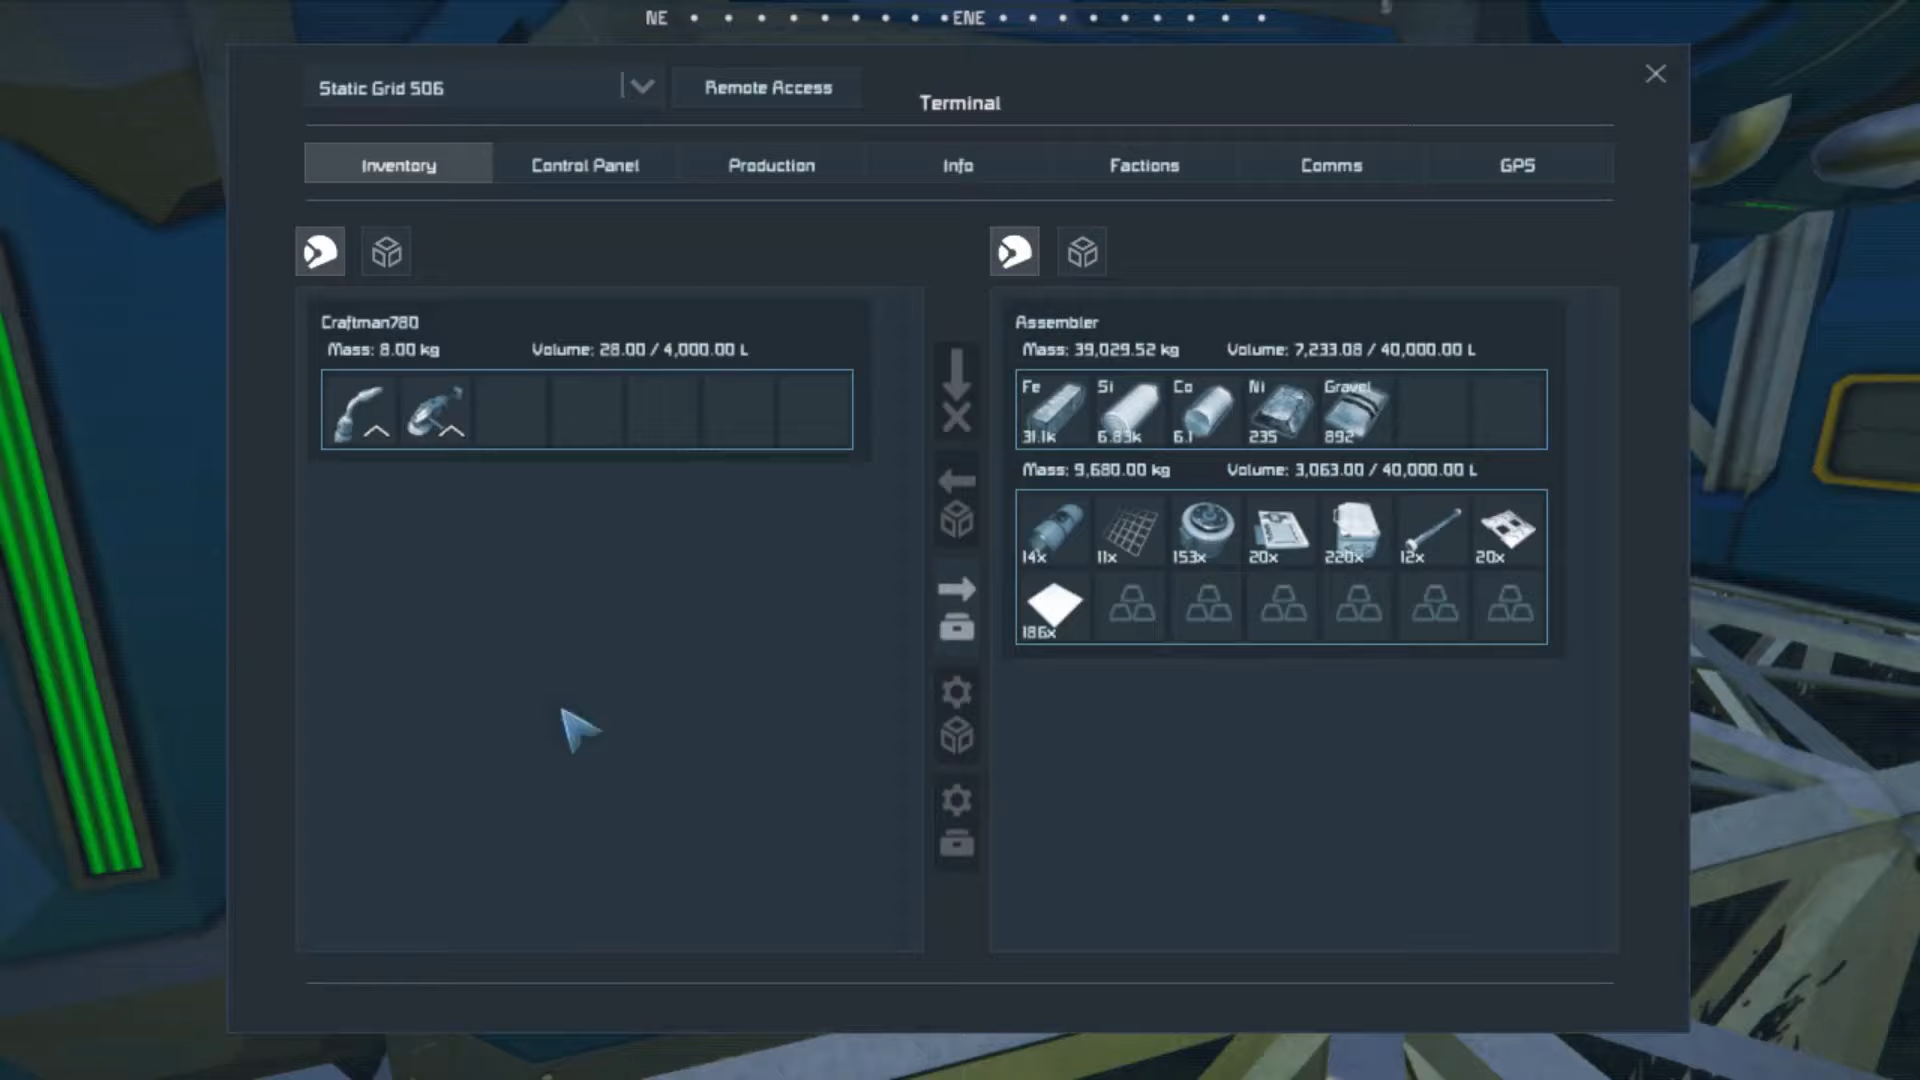 NE ENE
Static Grid 506
Remote Access
Terminal
Inventory Control Panel Production Info Factions Comms GPS
Craftman780
Mass: 8.00 kg Volume: 28.00 / 4,000.00 L
Assembler
Mass: 39,029.52 kg Volume: 7,233.08 / 40,000.00 L
Fe Si Co Ni Gravel
31.1k 6.83k 6.1 235 892
Mass: 9,680.00 kg Volume: 3,063.00 / 40,000.00 L
14x 11x 153x 20x 220x 12x 20x
186x